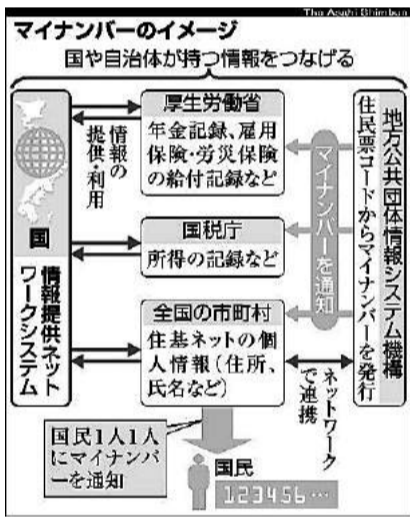 The Asahi Shimbun
マイナンバーのイメージ
国や自治体が持つ情報をつなげる
国
情報提供ネット
ワークシステム
情報の
提供・利用
厚生労働省
年金記録、雇用
保険・労災保険
の給付記録など
国税庁
所得の記録など
全国の市町村
住基ネットの個
人情報（住所、
氏名など）
マイナンバーを通知
地方公共団体情報システム機構
住民票コードからマイナンバーを発行
ネットワーク
で連携
国民1人1人
にマイナンバ
ーを通知
国民
123456…